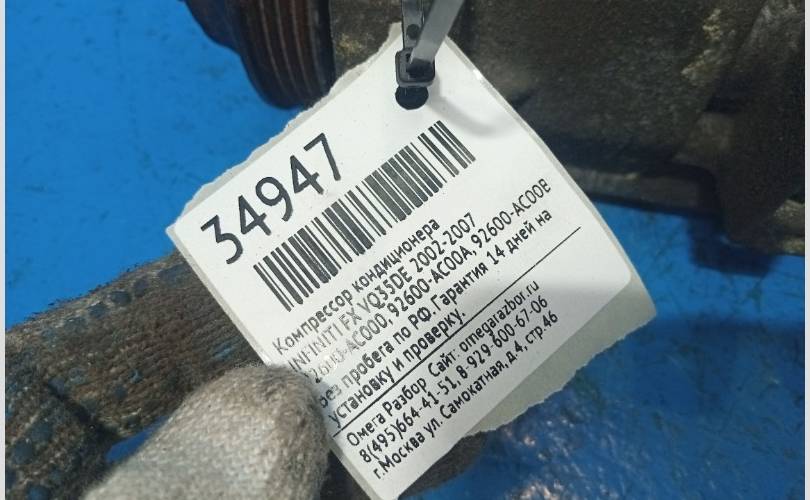 34947
Компрессор кондиционера
INFINITI FX VQ35DE 2002-2007
2600-AC000, 92600-AC00A, 92600-AC00B
без пробега по РФ.Гарантия 14 дней на
установку и проверку.
Омега Разбор Сайт: omegarazbor.ru
8(495)664-41-51, 8 929-600-67-06
г.Москва ул. Самокатная, д.4, стр.46